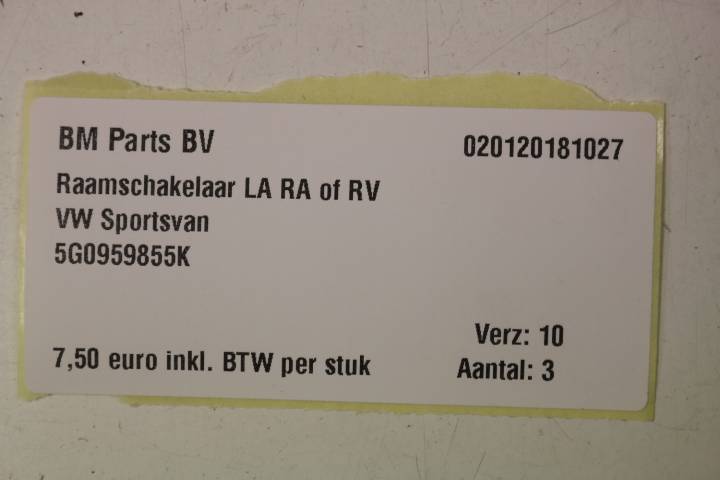 BM Parts BV
020120181027
Raamschakelaar LA RA of RV
VW Sportsvan
5G0959855K
Verz: 10
7,50 euro inkl. BTW per stuk
Aantal: 3